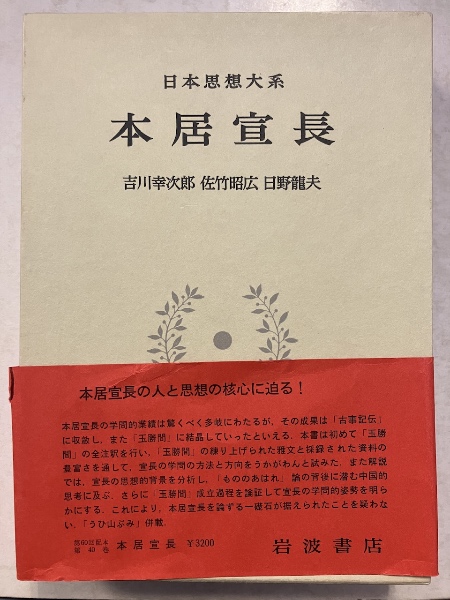 日本思想大系
本居宣長
吉川幸次郎 佐竹昭広 日野龍夫
本居宣長の人と思想の核心に迫る！
本居宣長の学問的業績は驚くべく多岐にわたるが、その成果は「古事記伝」
に収斂し、また「玉勝間」に結晶していったといえる．本書は初めて「玉勝
間」の全注釈を行い、「玉勝間」の練り上げられた雅文と採録された資料の
豊富さを通して、宣長の学問の方法と方向をうかがわんと試みた．また解説
では、宣長の思想的背景を分析し、「もののあはれ」論の背後に潜む中国的
思考に及ぶ．さらに「玉勝間」成立過程を論証して宣長の学問的姿勢を明ら
かにする．これにより、本居宣長を論ずる一礎石が据えられたことを疑わな
い．「うひ山ぶみ」併載．
第60回配本
第 40 巻 本居宣長 ￥3200
岩波書店